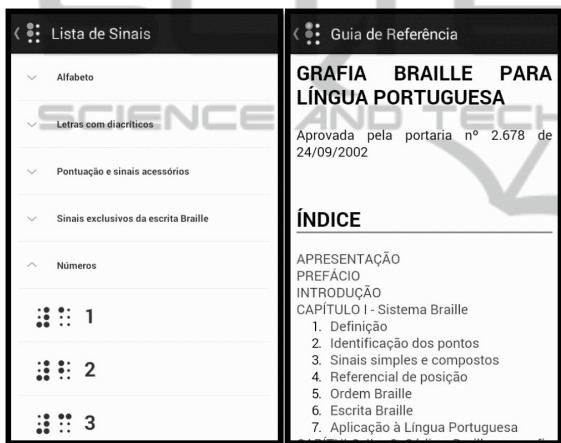 Lista de Sinais
Alfabeto
Letras com diacríticos
Pontuação e sinais acessórios
Sinais exclusivos da escrita Braille
Números
1
2
3
Guia de Referência
GRAFIA BRAILLE PARA
LÍNGUA PORTUGUESA
Aprovada pela portaria nº 2.678 de
24/09/2002
ÍNDICE
APRESENTAÇÃO
PREFÁCIO
INTRODUÇÃO
CAPÍTULO I - Sistema Braille
1. Definição
2. Identificação dos pontos
3. Sinais simples e compostos
4. Referencial de posição
5. Ordem Braille
6. Escrita Braille
7. Aplicação à Língua Portuguesa
SCIENCE AND TECH